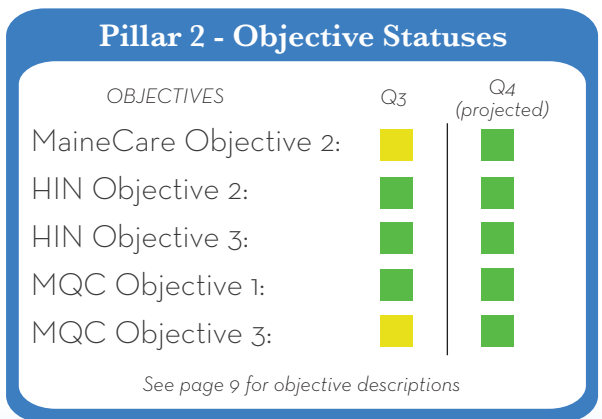 Pillar 2 - Objective Statuses
OBJECTIVES Q3 Q4 (projected)
MaineCare Objective 2:
HIN Objective 2:
HIN Objective 3:
MQC Objective 1:
MQC Objective 3:
See page 9 for objective descriptions